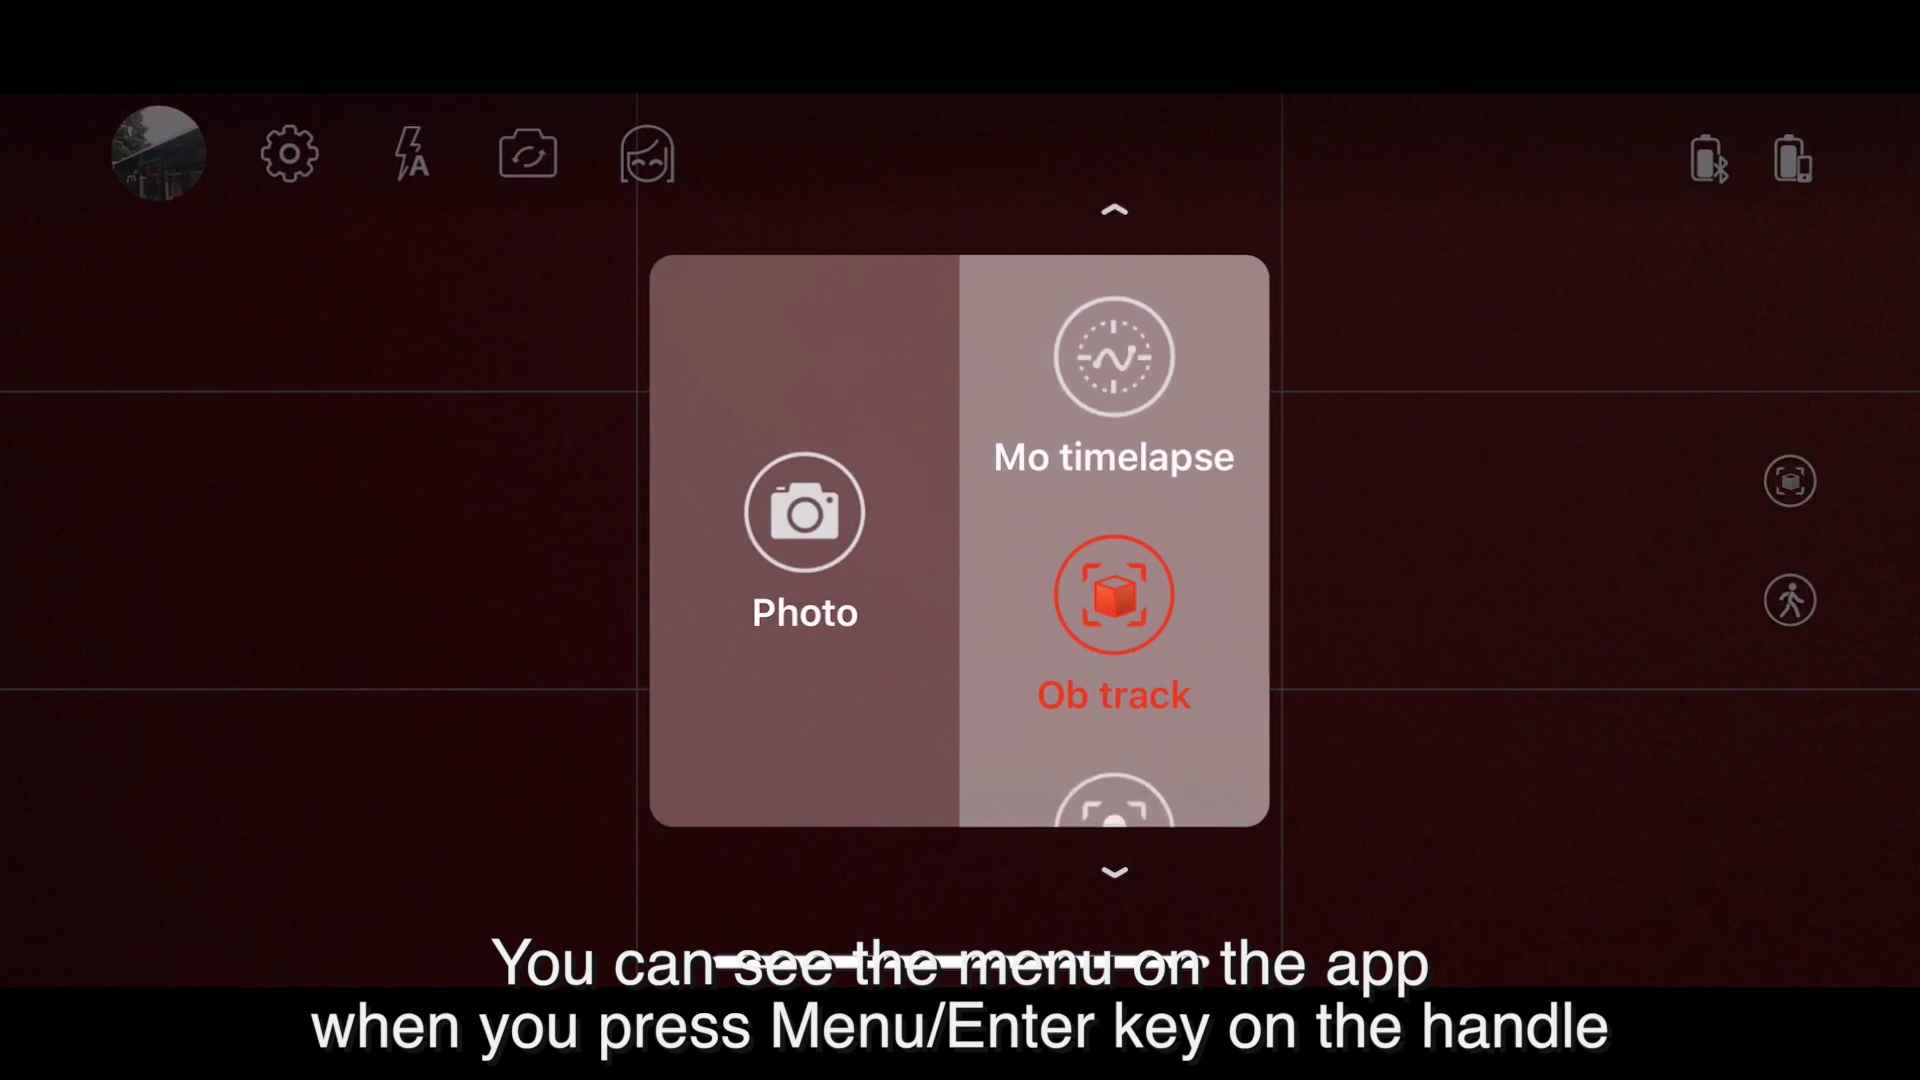 A
Mo timelapse
Photo
Ob track
You can see the menu on the app
when you press Menu/Enter key on the handle